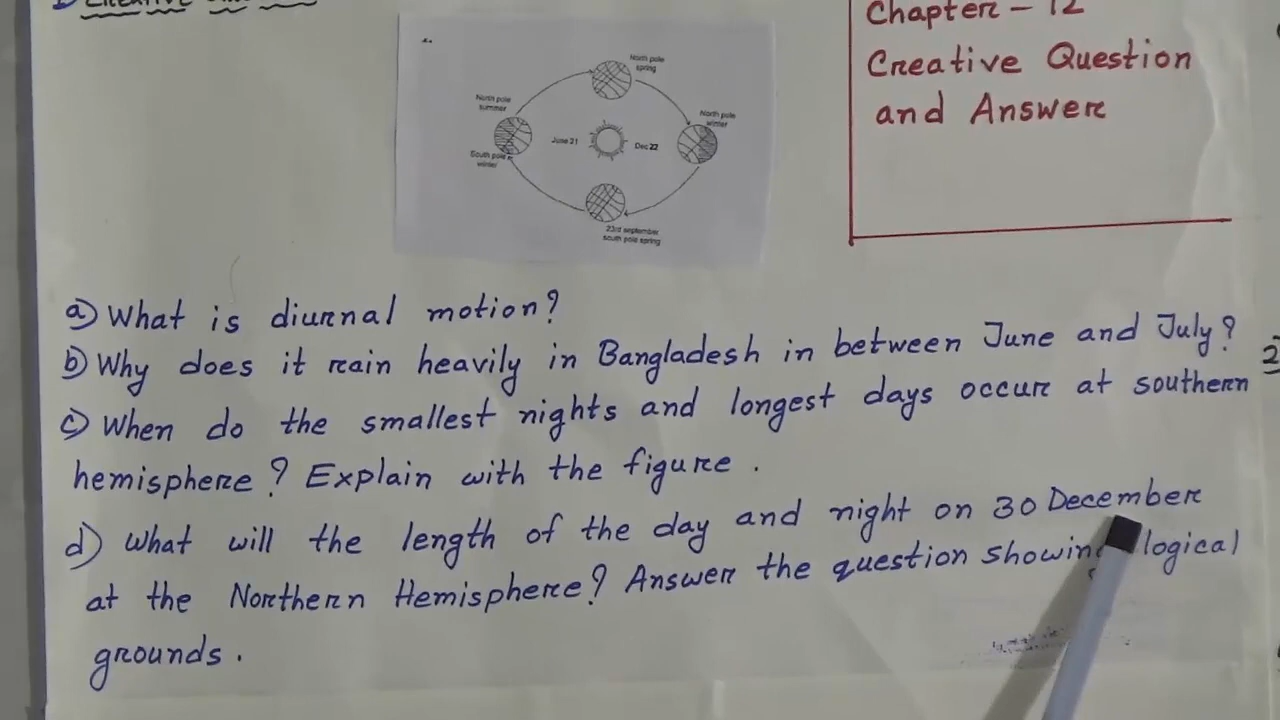 Chapter - 12
Creative Question
and Answer
North pole
spring
North pole
summer
North pole
winter
June 21
Dec 22
South pole
winter
23rd september
south pole spring
a) What is diurnal motion?
b) Why does it rain heavily in Bangladesh in between June and July?
c) When do the smallest nights and longest days occur at southern
hemisphere? Explain with the figure.
d) What will the length of the day and night on 30 December
at the Northern Hemisphere? Answer the question showing logical
grounds.
2